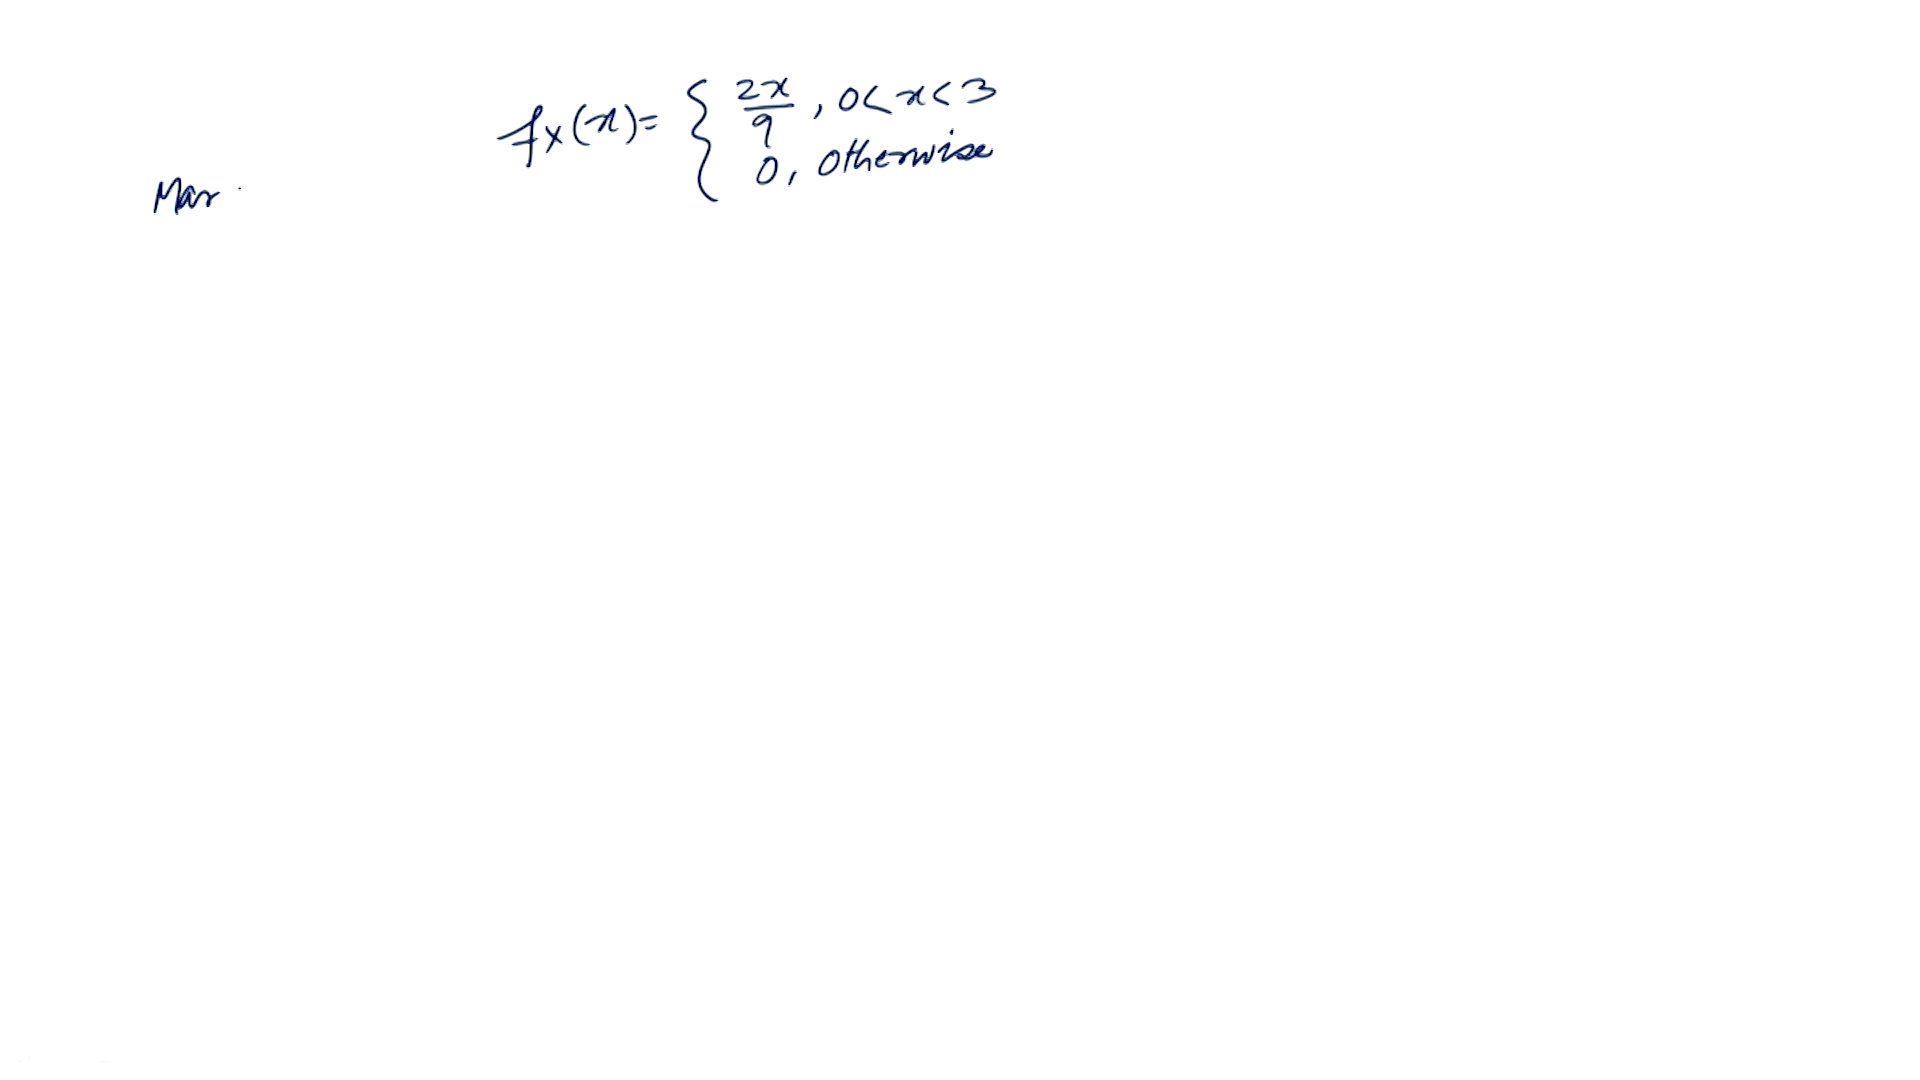 fx(x)= { 2x/9 , 0<x<3
0, otherwise
Mar